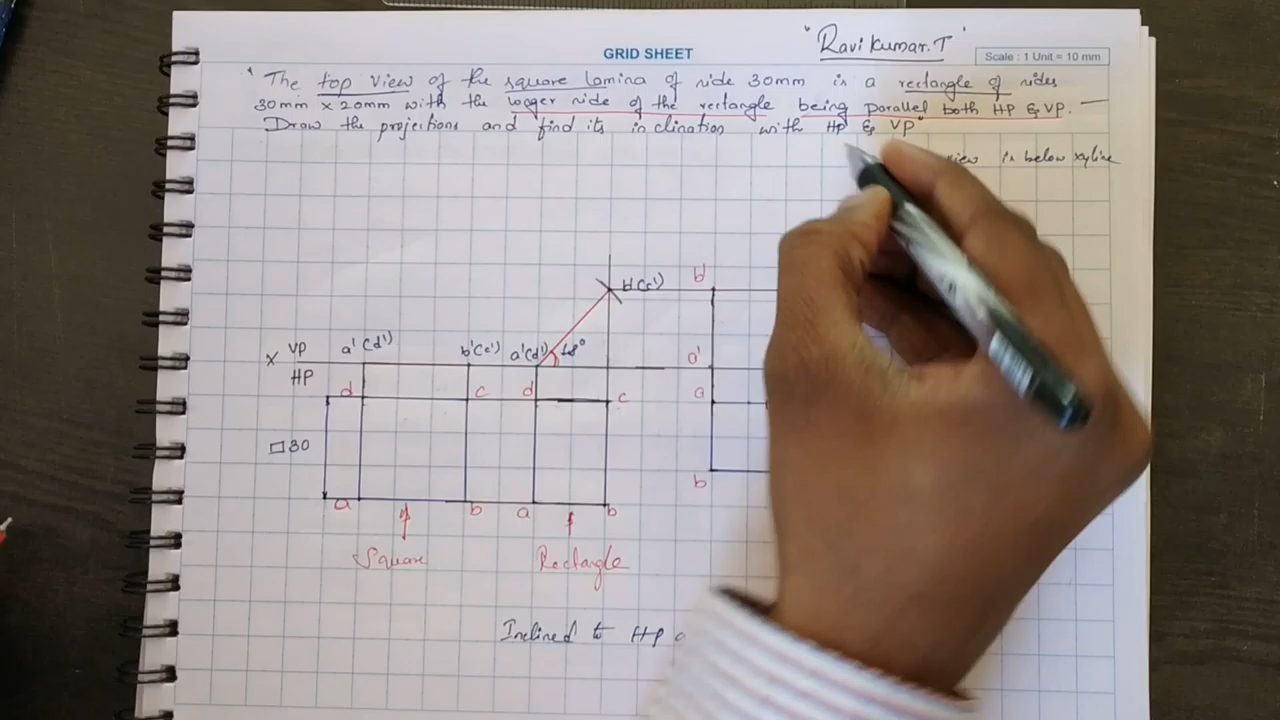 " Ravi Kumar.T "
GRID SHEET
Scale : 1 Unit = 10 mm
" The top view of the square lamina of side 30mm is a rectangle of sides
30mm x 20mm with the longer side of the rectangle being parallel both HP & VP.
Draw the projections and find its inclination with HP & VP"
view is below xyline
b'(c') b'
X VP a'(d') b'(c') a'(d') 48° a'
HP
d c d c a
□30
b
a b a b
Square Rectangle
Inclined to HP